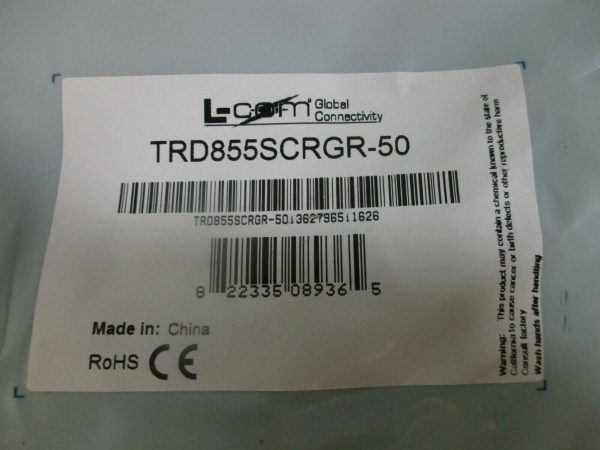 L-com Global
Connectivity
TRD855SCRGR-50
TRD855SCRGR-50;3627965;1626
8 22335 08936 5
Made in: China
RoHS CE
Warning: This product may contain a chemical known to the state of
California to cause cancer or birth defects or other reproductive harm.
Consult factory
Wash hands after handling